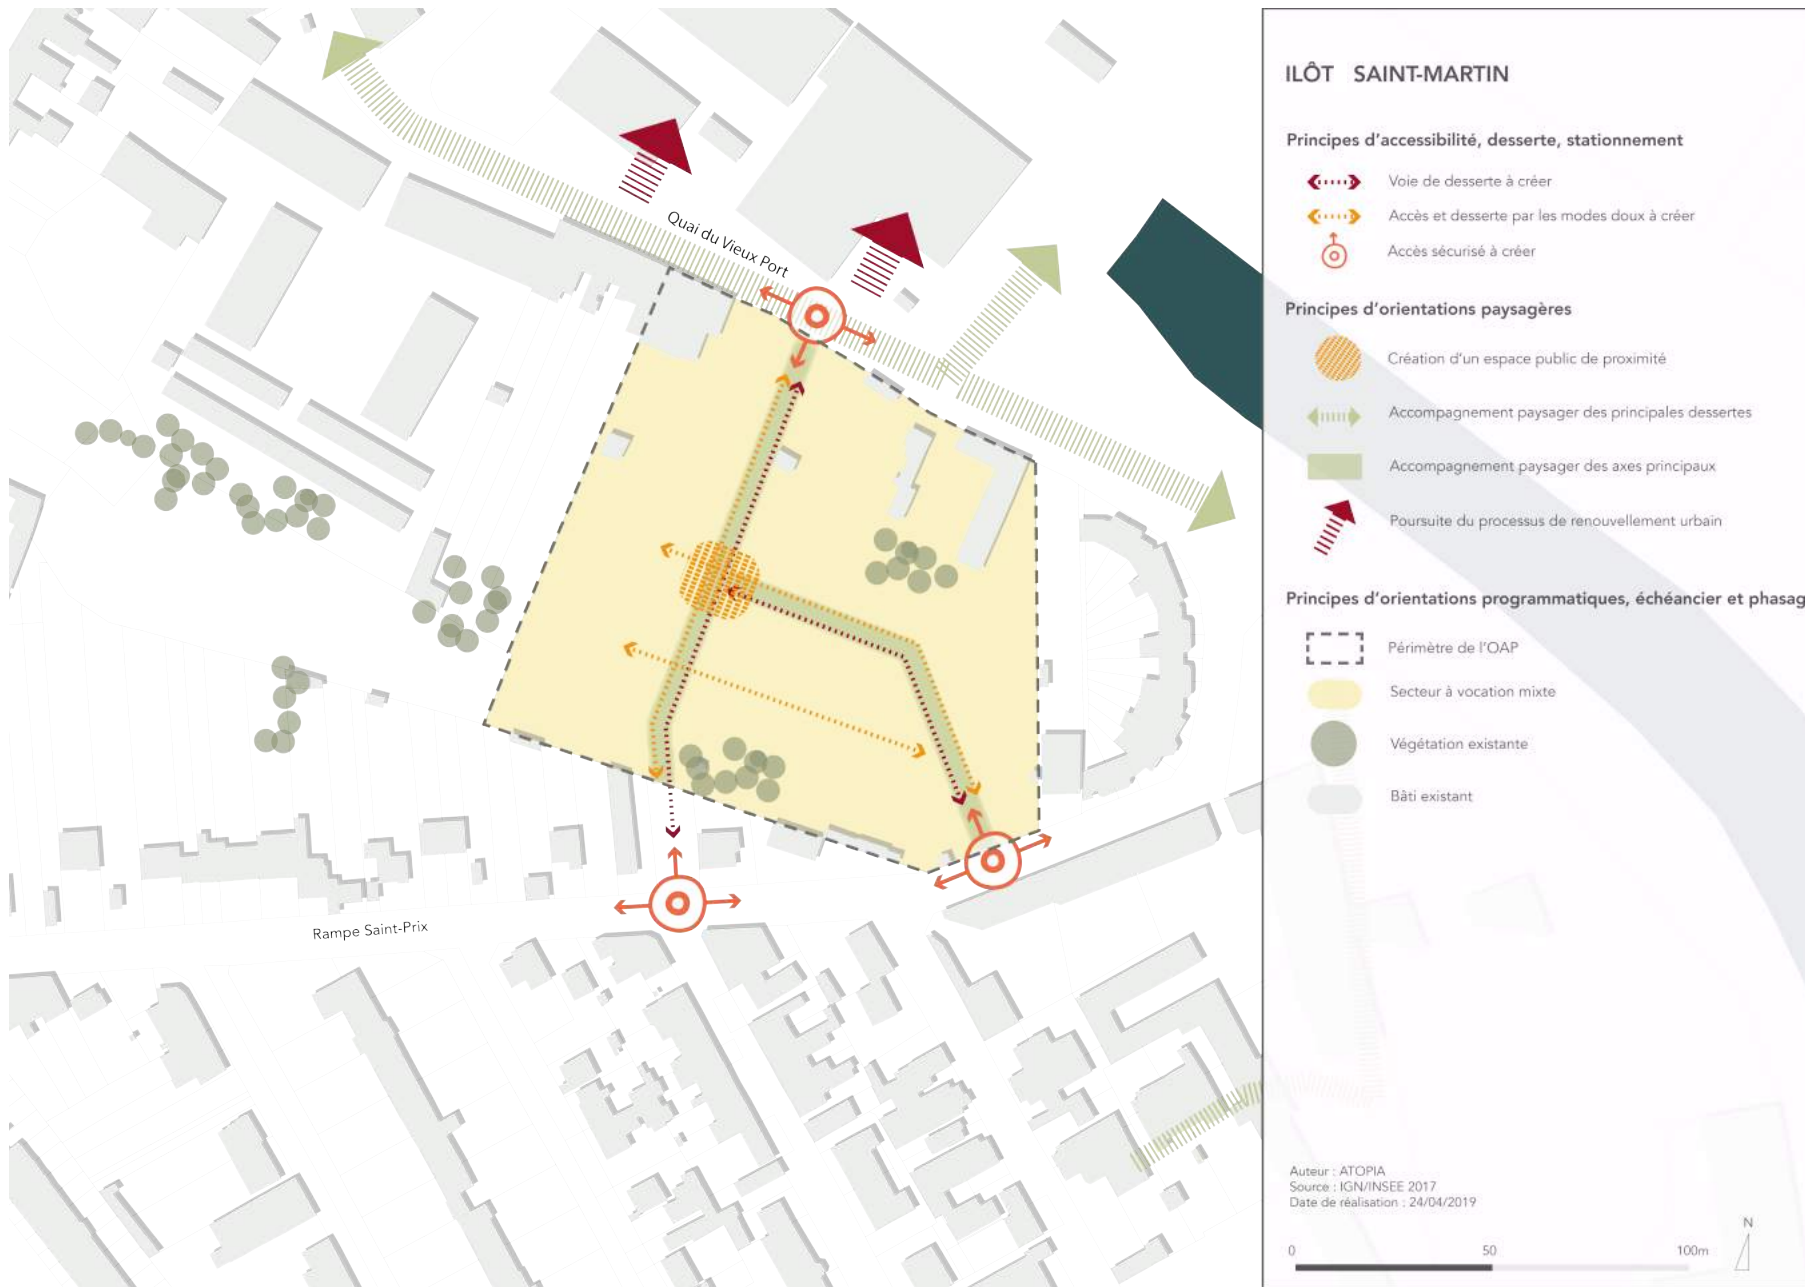 Quai du Vieux Port
Rampe Saint-Prix
ILÔT SAINT-MARTIN
Principes d'accessibilité, desserte, stationnement
Voie de desserte à créer
Accès et desserte par les modes doux à créer
Accès sécurisé à créer
Principes d'orientations paysagères
Création d'un espace public de proximité
Accompagnement paysager des principales dessertes
Accompagnement paysager des axes principaux
Poursuite du processus de renouvellement urbain
Principes d'orientations programmatiques, échéancier et phasag
Périmètre de l'OAP
Secteur à vocation mixte
Végétation existante
Bâti existant
Auteur : ATOPIA
Source : IGN/INSEE 2017
Date de réalisation : 24/04/2019
N
0 50 100m